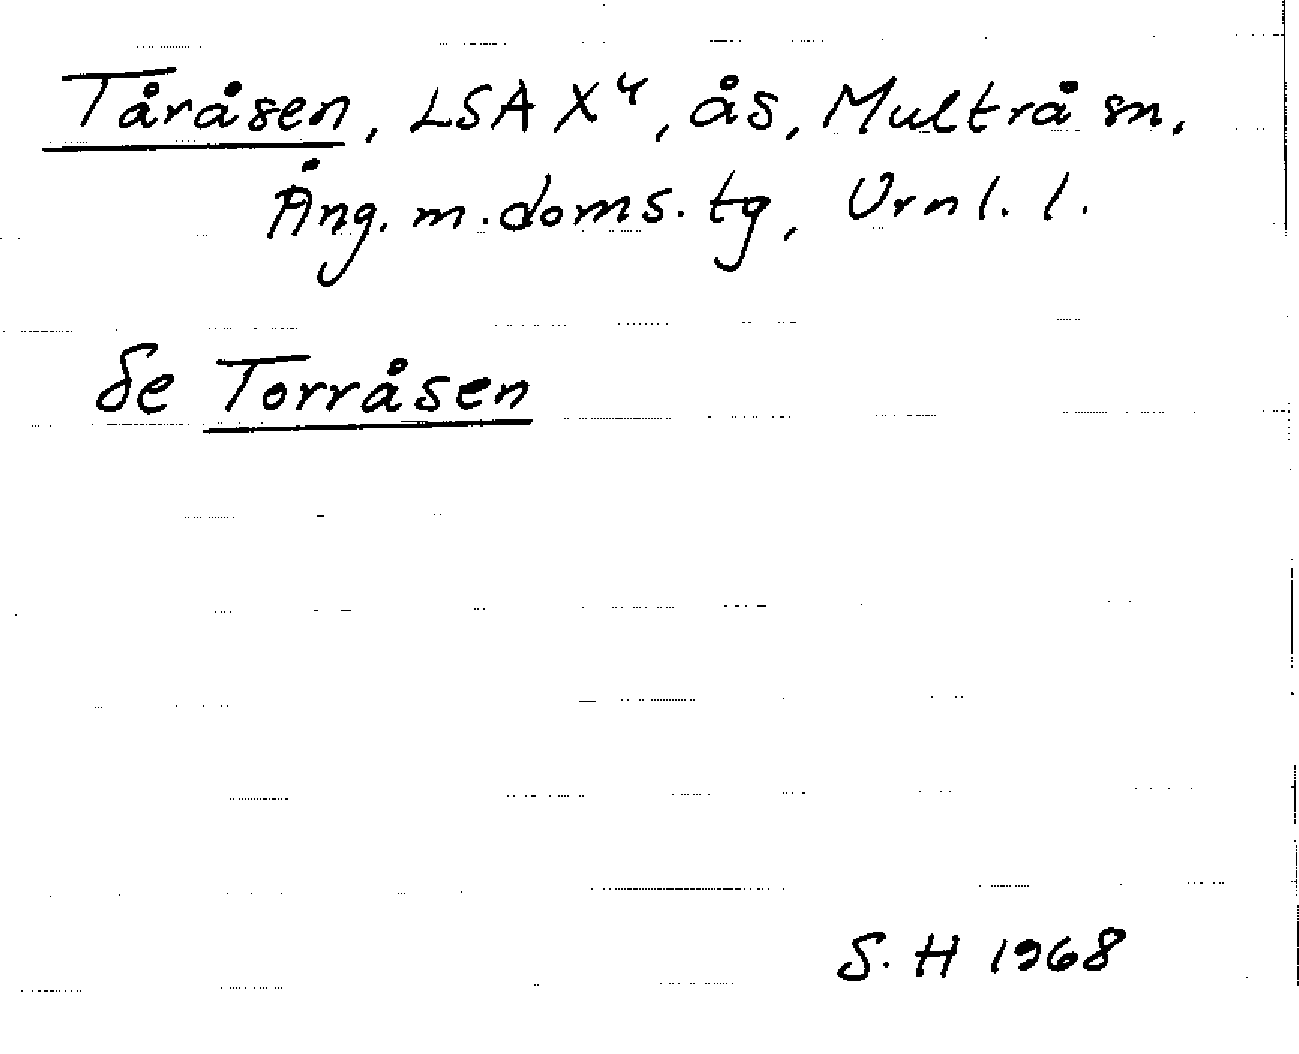 Tåråsen, LSA X⁴, ås, Multrå sn,
Ång. m. doms. tg, Vrnl. l.
Se Torråsen
S. H 1968